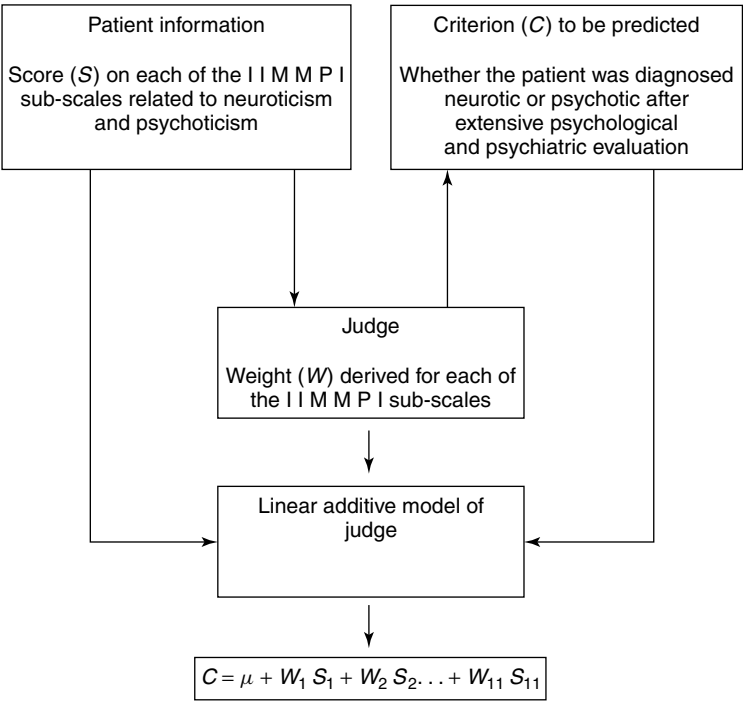 Patient information
Score (S) on each of the I I M M P I
sub-scales related to neuroticism
and psychoticism
Criterion (C) to be predicted
Whether the patient was diagnosed
neurotic or psychotic after
extensive psychological
and psychiatric evaluation
Judge
Weight (W) derived for each of
the I I M M P I sub-scales
Linear additive model of
judge
C = μ + W₁ S₁ + W₂ S₂. . . + W₁₁ S₁₁